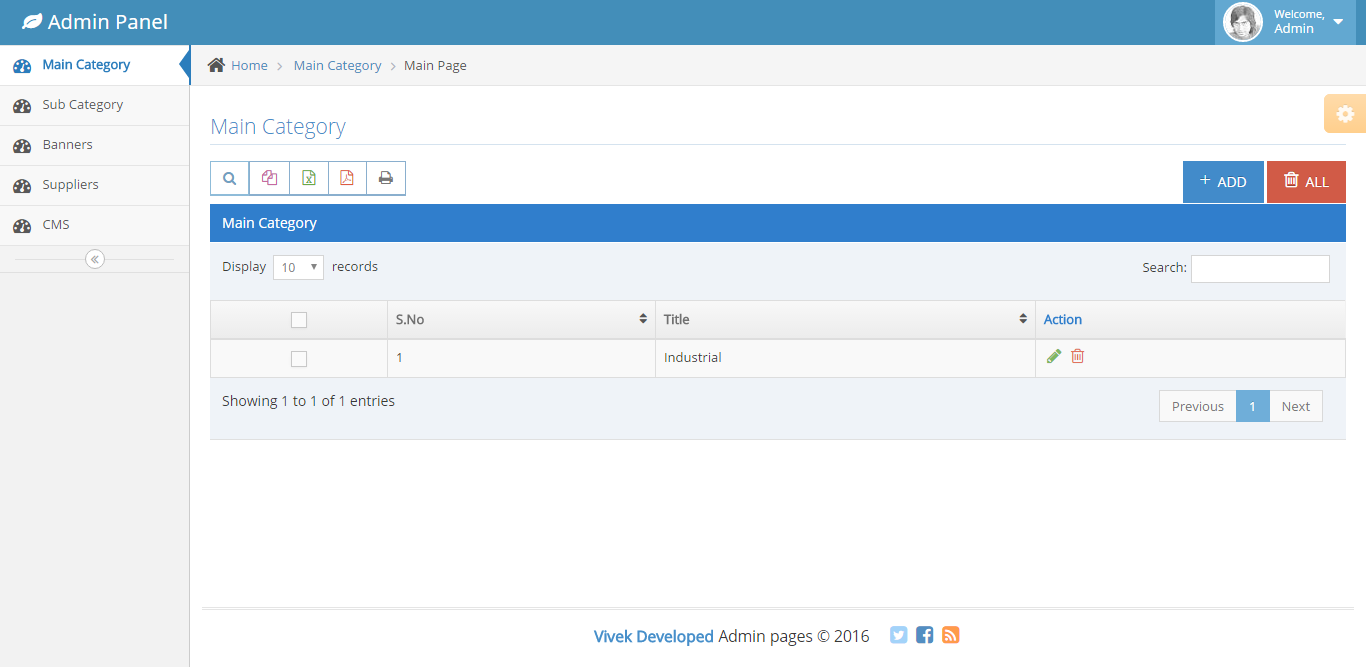 Admin Panel
Welcome,
Admin
Main Category
Sub Category
Banners
Suppliers
CMS
Home > Main Category > Main Page
Main Category
+ ADD
ALL
Main Category
Display 10 records
Search:
S.No Title Action
1 Industrial
Showing 1 to 1 of 1 entries
Previous 1 Next
Vivek Developed Admin pages © 2016